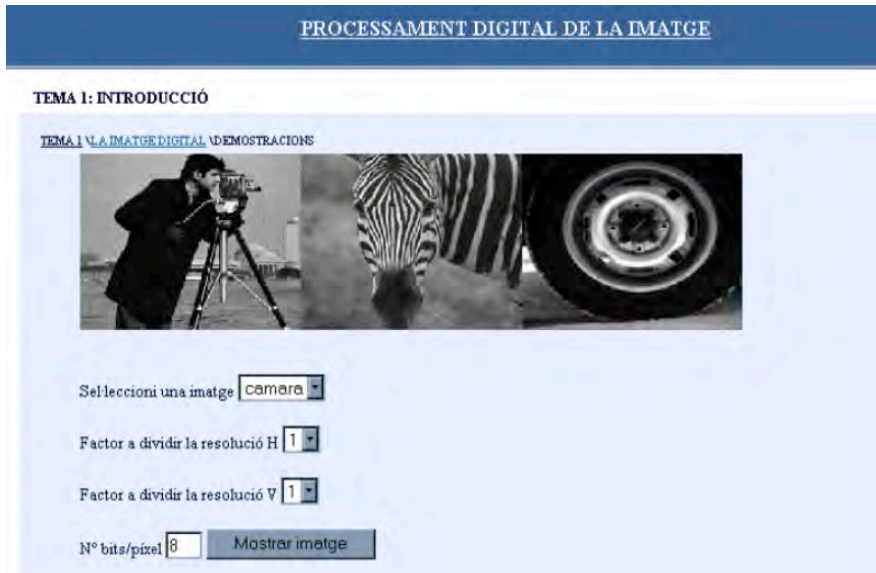 PROCESSAMENT DIGITAL DE LA IMATGE
TEMA 1: INTRODUCCIÓ
TEMA 1 \LA IMATGE DIGITAL \DEMOSTRACIONS
Sel·leccioni una imatge camara
Factor a dividir la resolució H 1
Factor a dividir la resolució V 1
Nº bits/píxel 8 Mostrar imatge